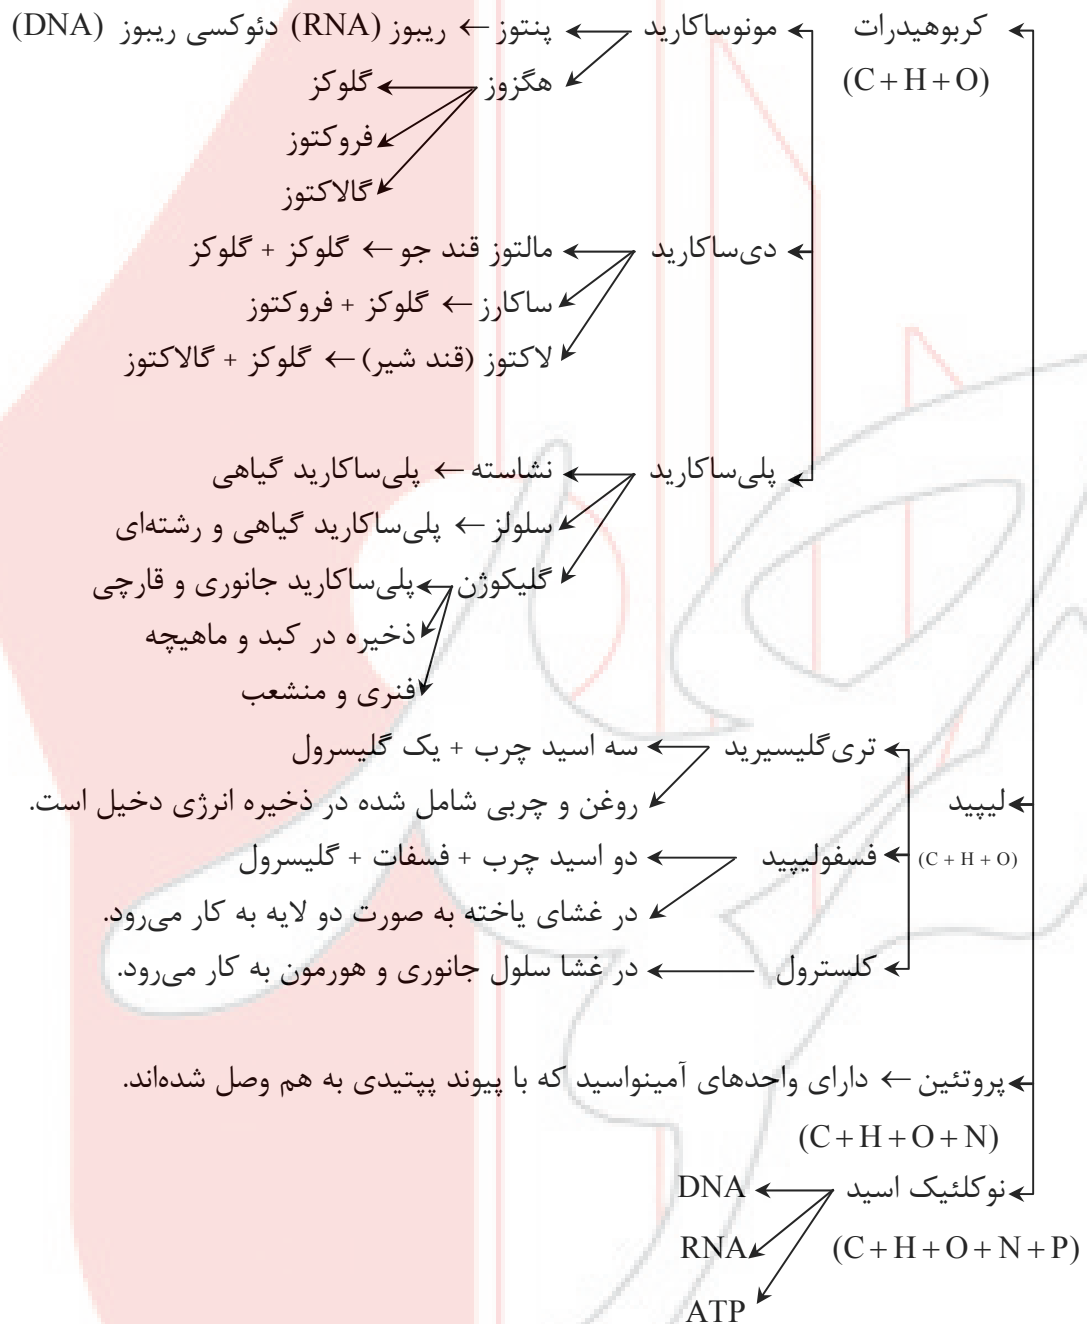 کربوهیدرات ← مونوساکارید ← پنتوز ← ریبوز (RNA) دئوکسی ریبوز (DNA)
(C+H+O) هگزوز ← گلوکز
فروکتوز
گالاکتوز
دی‌ساکارید ← مالتوز قند جو ← گلوکز + گلوکز
ساکارز ← گلوکز + فروکتوز
لاکتوز (قند شیر) ← گلوکز + گالاکتوز
پلی‌ساکارید ← نشاسته ← پلی‌ساکارید گیاهی
سلولز ← پلی‌ساکارید گیاهی و رشته‌ای
گلیکوژن ← پلی‌ساکارید جانوری و قارچی
ذخیره در کبد و ماهیچه
فنری و منشعب
تری‌گلیسیرید ← سه اسید چرب + یک گلیسرول
لیپید روغن و چربی شامل شده در ذخیره انرژی دخیل است.
(C+H+O) فسفولیپید ← دو اسید چرب + فسفات + گلیسرول
در غشای یاخته به صورت دو لایه به کار می‌رود.
کلسترول ← در غشا سلول جانوری و هورمون به کار می‌رود.
پروتئین ← دارای واحدهای آمینواسید که با پیوند پپتیدی به هم وصل شده‌اند.
(C+H+O+N)
نوکلئیک اسید ← DNA
(C+H+O+N+P) RNA
ATP